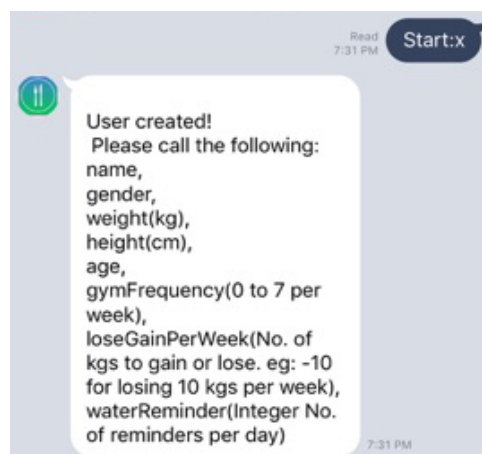 Read
7:31 PM
Start:x
User created!
Please call the following:
name,
gender,
weight(kg),
height(cm),
age,
gymFrequency(0 to 7 per
week),
loseGainPerWeek(No. of
kgs to gain or lose. eg: -10
for losing 10 kgs per week),
waterReminder(Integer No.
of reminders per day)
7:31 PM